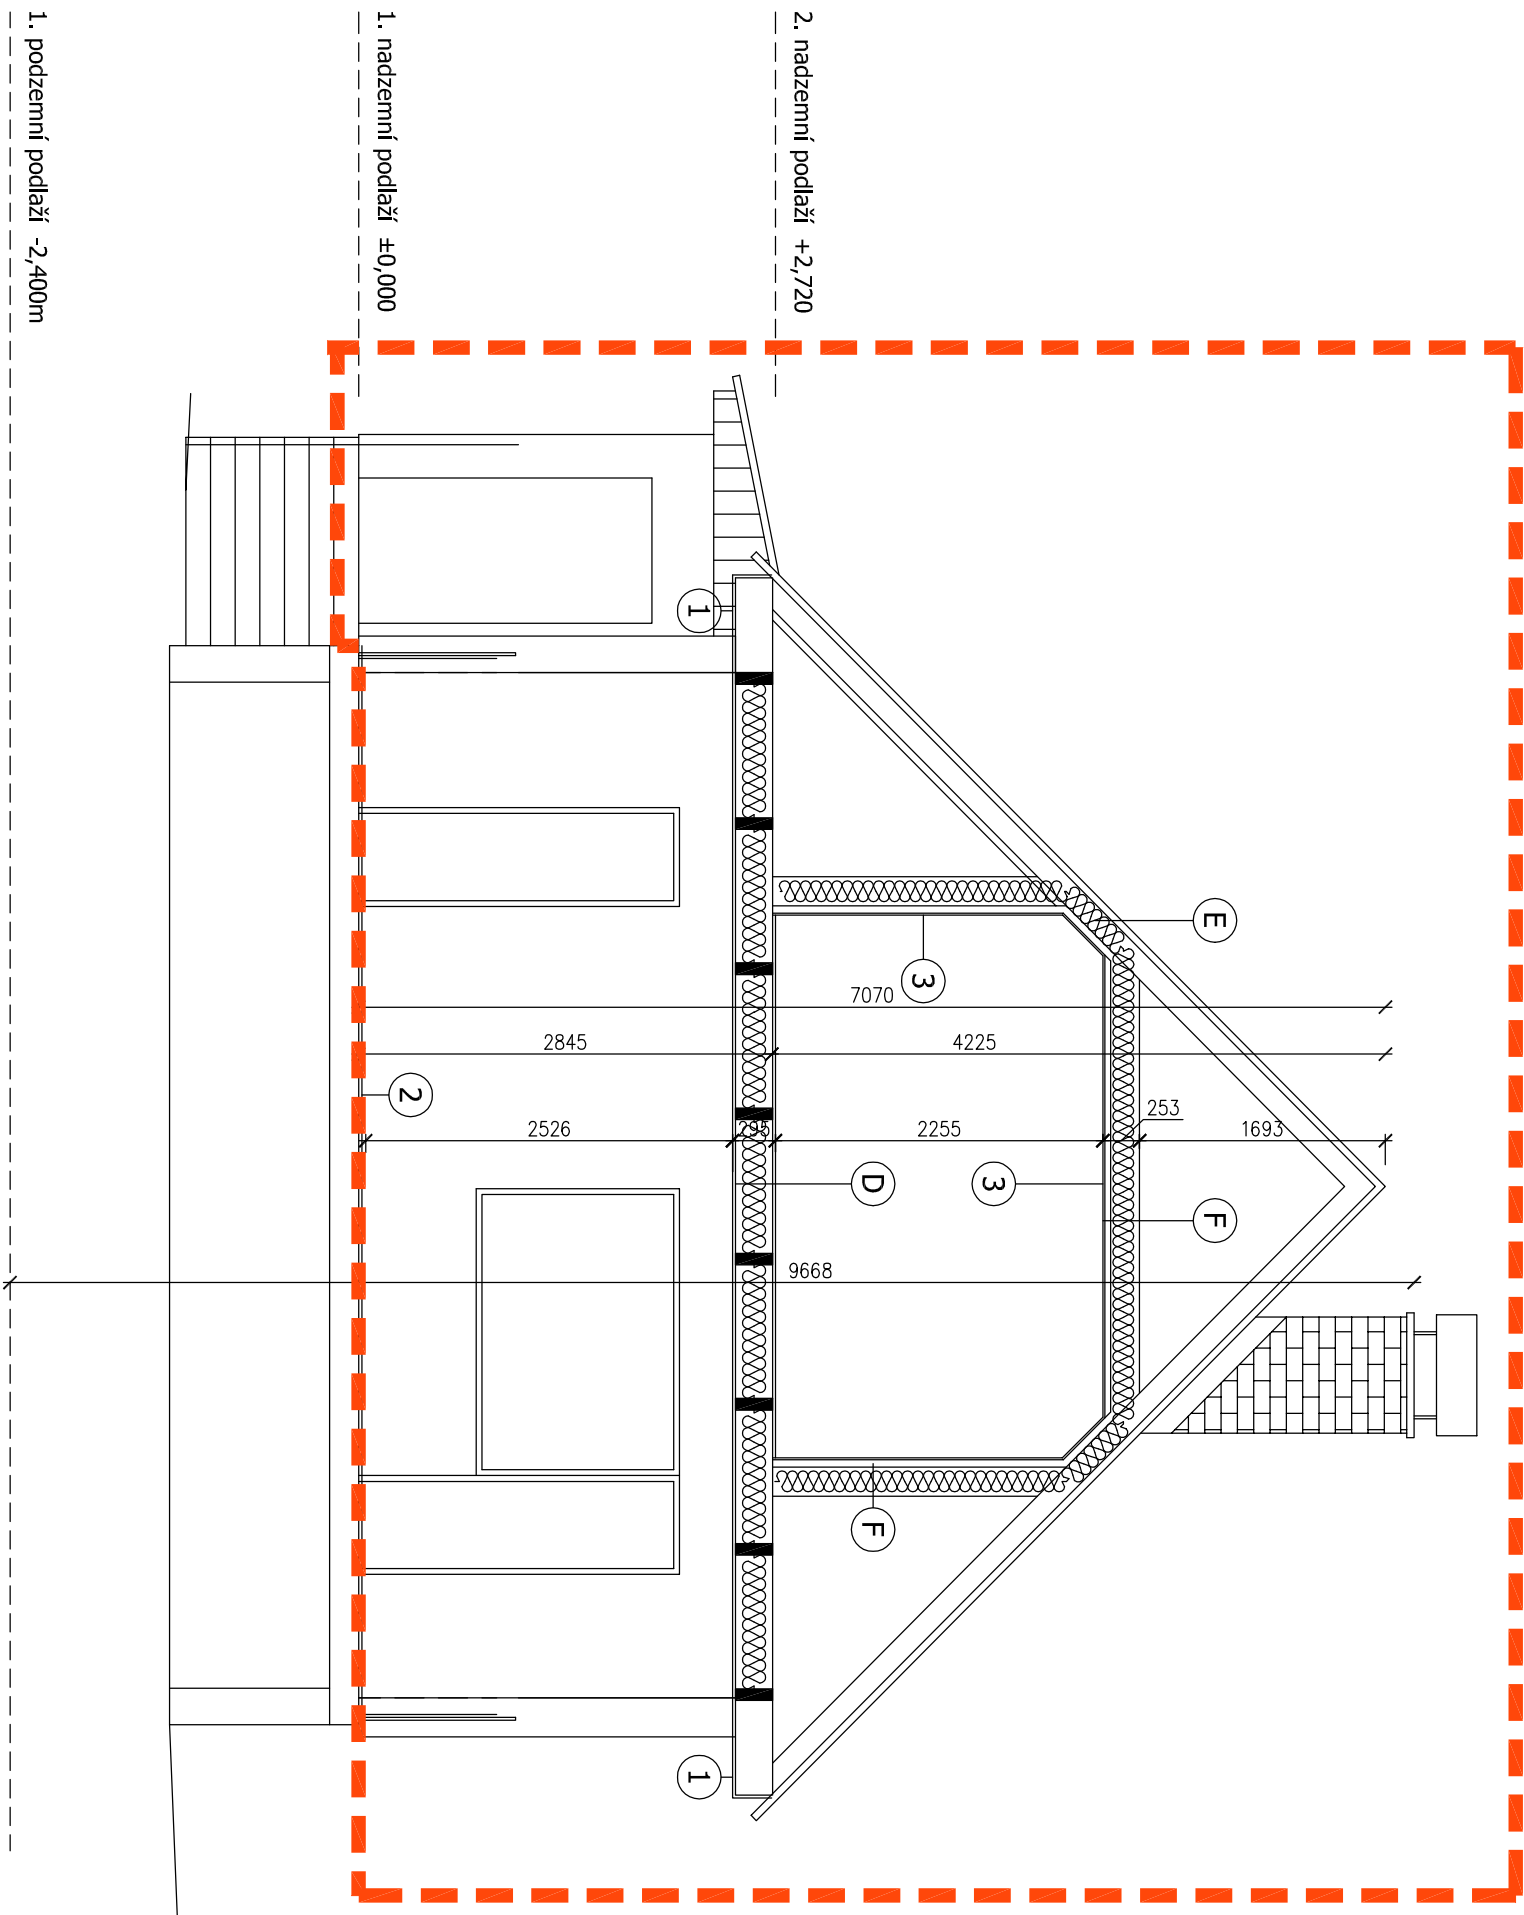 2. nadzemní podlaží +2,720
1. nadzemní podlaží ±0,000
1. podzemní podlaží -2,400m
1
E
3
7070
2845
4225
2
253
2526
295
2255
1693
D
3
F
9668
F
1